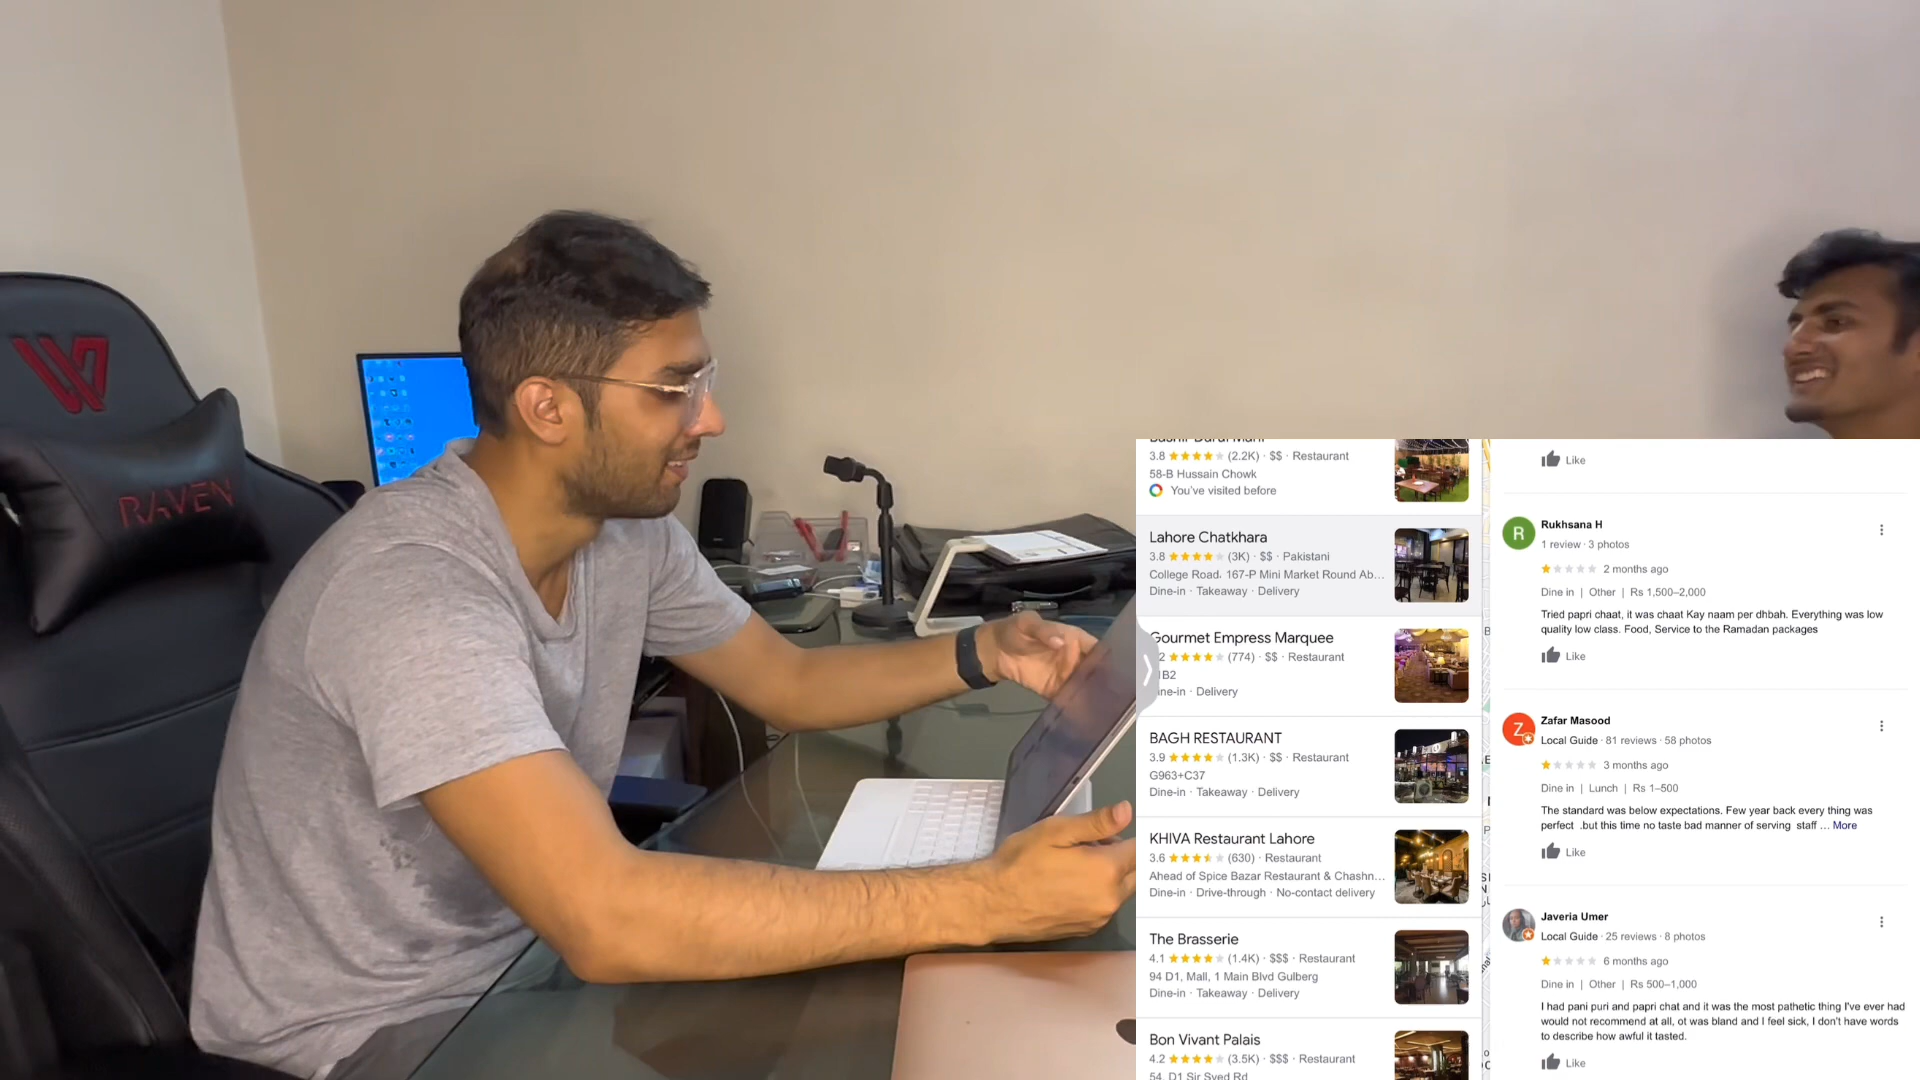 RAVEN
3.8 (2.2K) · $$ · Restaurant
58-B Hussain Chowk
You've visited before
Lahore Chatkhara
3.8 (3K) · $$ · Pakistani
College Road, 167-P Mini Market Round Ab...
Dine-in · Takeaway · Delivery
Gourmet Empress Marquee
(774) · $$ · Restaurant
Delivery
BAGH RESTAURANT
3.9 (1.3K) · $$ · Restaurant
G963+C37
Dine-in · Takeaway · Delivery
KHIVA Restaurant Lahore
3.6 (630) · Restaurant
Ahead of Spice Bazar Restaurant & Chashn...
Dine-in · Drive-through · No-contact delivery
The Brasserie
4.1 (1.4K) · $$$ · Restaurant
94 D1, Mall, 1 Main Blvd Gulberg
Dine-in · Takeaway · Delivery
Bon Vivant Palais
4.2 (3.5K) · $$$ · Restaurant
54, D1 Sir Syed Rd
Like
R
Rukhsana H
1 review · 3 photos
2 months ago
Dine in | Other | Rs 1,500–2,000
Tried papri chaat, it was chaat Kay naam per dhbah. Everything was low
quality low class. Food, Service to the Ramadan packages
Like
Z
Zafar Masood
Local Guide · 81 reviews · 58 photos
3 months ago
Dine in | Lunch | Rs 1–500
The standard was below expectations. Few year back every thing was
perfect .but this time no taste bad manner of serving staff ... More
Like
Javeria Umer
Local Guide · 25 reviews · 8 photos
6 months ago
Dine in | Other | Rs 500–1,000
I had pani puri and papri chat and it was the most pathetic thing I've ever had
would not recommend at all, ot was bland and I feel sick, I don't have words
to describe how awful it tasted.
Like